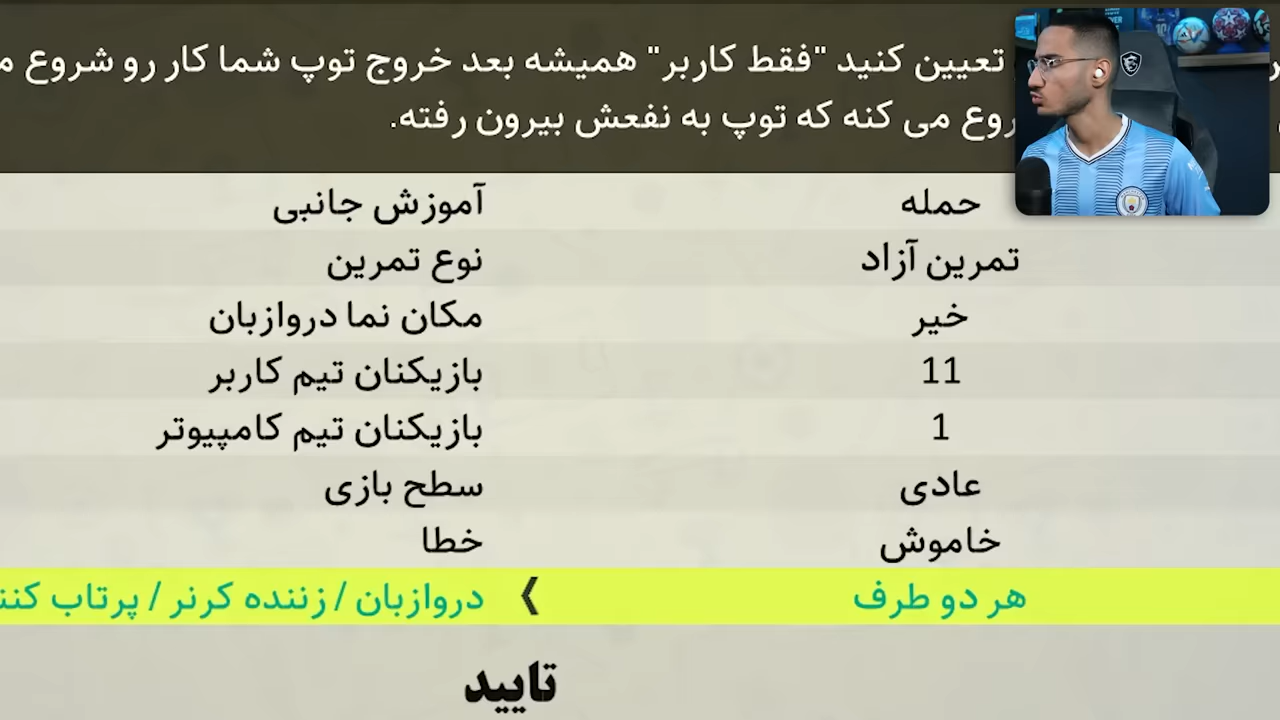 تعیین کنید "فقط کاربر" همیشه بعد خروج توپ شما کار رو شروع
می کنه که توپ به نفعش بیرون رفته.
حمله آموزش جانبی
تمرین آزاد نوع تمرین
خیر مکان نما دروازبان
11 بازیکنان تیم کاربر
1 بازیکنان تیم کامپیوتر
عادی سطح بازی
خاموش خطا
هر دو طرف دروازبان / زننده کرنر / پرتاب
تایید